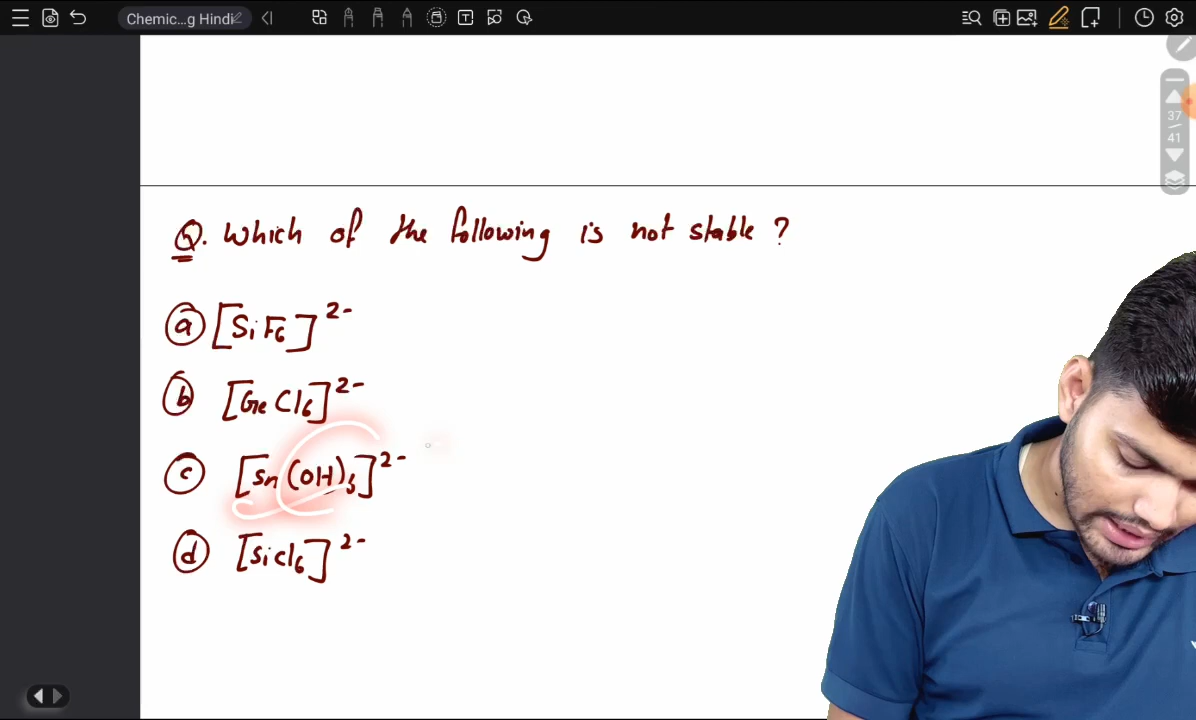 Chemic...g Hindi
37
41
Q. Which of the following is not stable ?
a [SiF6]2-
b [GeCl6]2-
c [Sn(OH)6]2-
d [SiCl6]2-